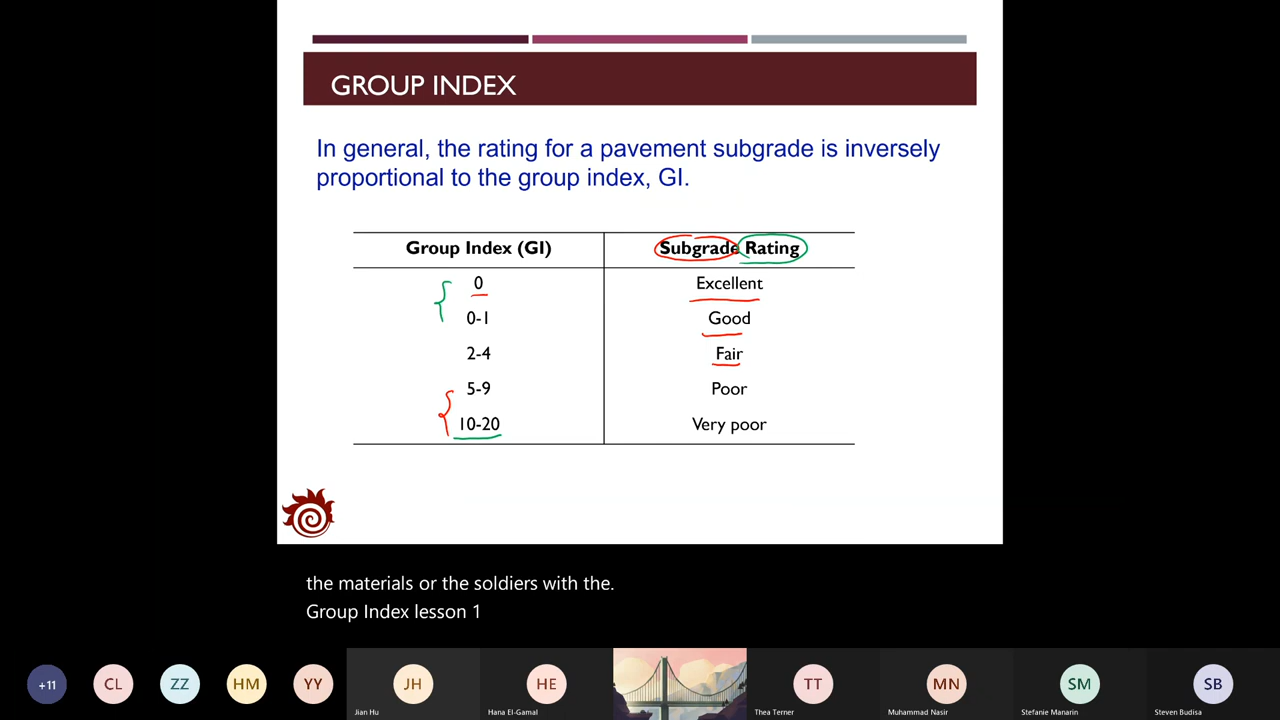 GROUP INDEX
In general, the rating for a pavement subgrade is inversely
proportional to the group index, GI.
Group Index (GI) Subgrade Rating
0 Excellent
0-1 Good
2-4 Fair
5-9 Poor
10-20 Very poor
the materials or the soldiers with the.
Group Index lesson 1
+11 CL ZZ HM YY JH HE TT MN SM SB
Jian Hu Hana El-Gamal Thea Terner Muhammad Nasir Stefanie Manarin Steven Budisa